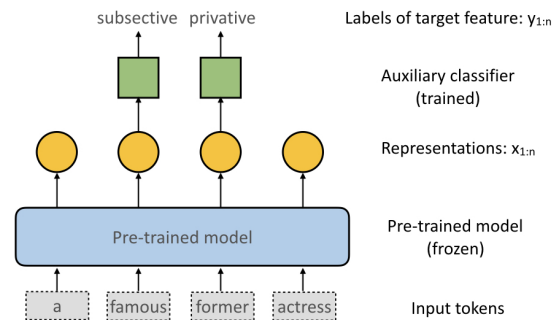 subsective privative Labels of target feature: y1:n
Auxiliary classifier
(trained)
Representations: x1:n
Pre-trained model
Pre-trained model
(frozen)
a famous former actress Input tokens